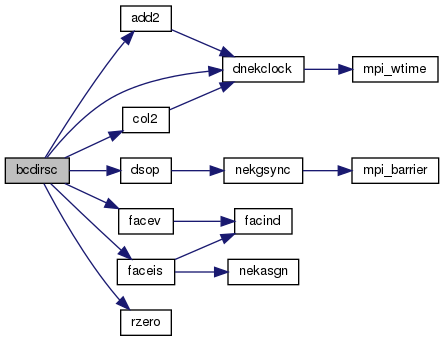 add2
dnekclock
mpi_wtime
col2
bcdirsc
dsop
nekgsync
mpi_barrier
facev
facind
faceis
nekasgn
rzero